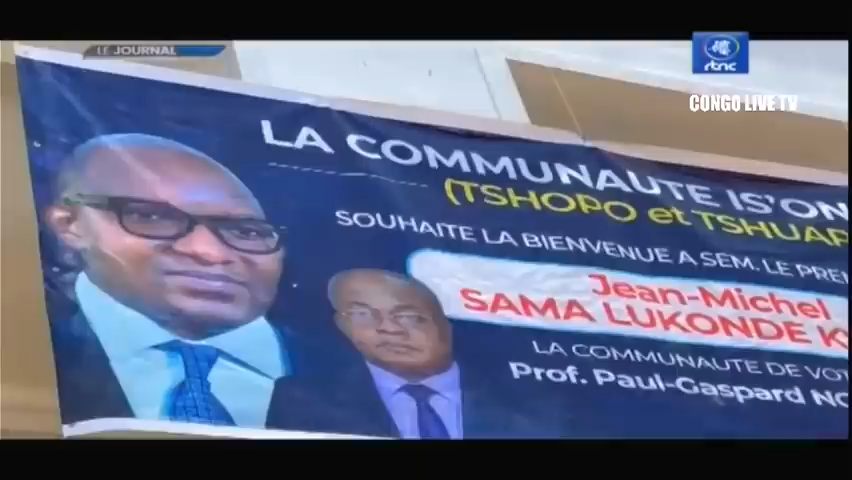 LE JOURNAL
rtnc
CONGO LIVE TV
LA COMMUNAUTE IS'ON
(TSHOPO et TSHUAP
SOUHAITE LA BIENVENUE A SEM. LE PRE
Jean-Michel
SAMA LUKONDE K
LA COMMUNAUTE DE VOT
Prof. Paul-Gaspard NG